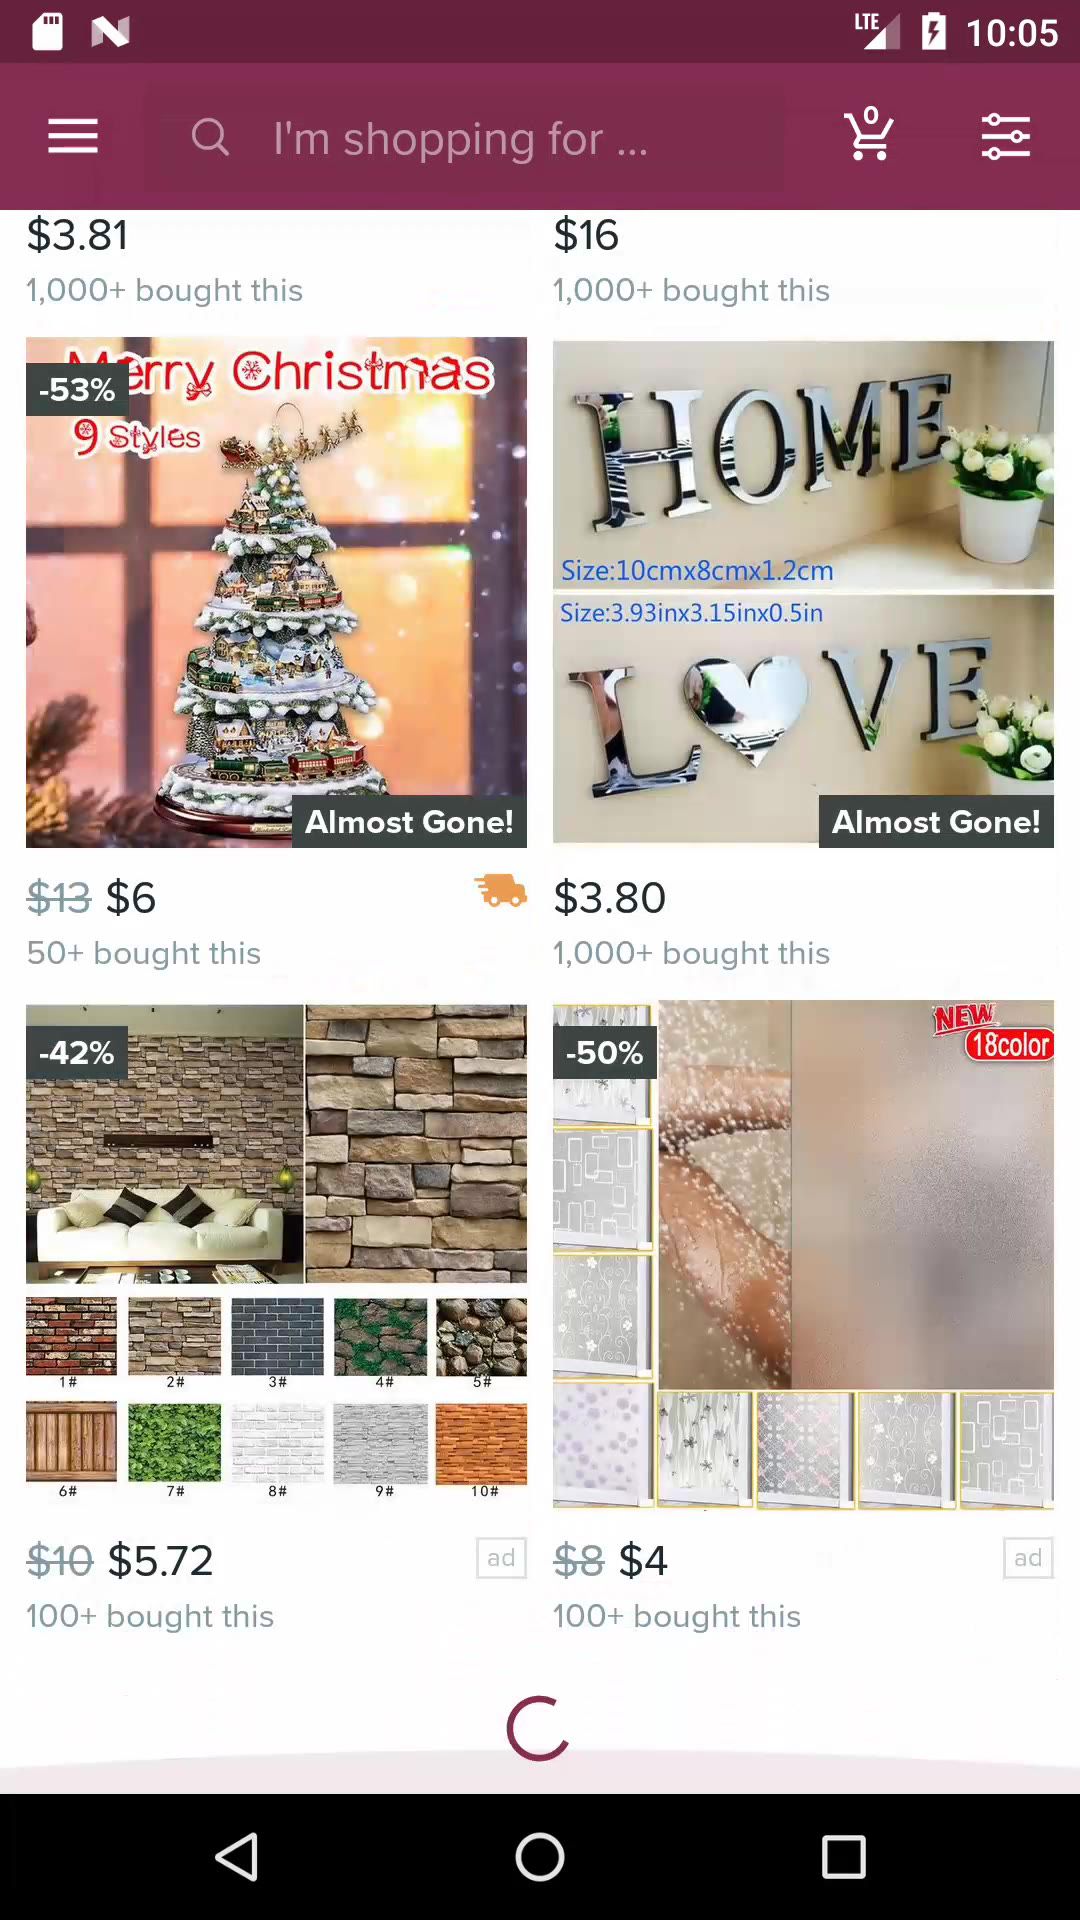 LTE 10:05
I'm shopping for ...
0
$3.81
$16
1,000+ bought this
1,000+ bought this
Merry Christmas
-53%
9 Styles
Almost Gone!
HOME
Size:10cmx8cmx1.2cm
Size:3.93inx3.15inx0.5in
L VE
Almost Gone!
$13 $6
$3.80
50+ bought this
1,000+ bought this
-42%
1# 2# 3# 4# 5#
6# 7# 8# 9# 10#
-50%
NEW
18color
$10 $5.72
ad
$8 $4
ad
100+ bought this
100+ bought this